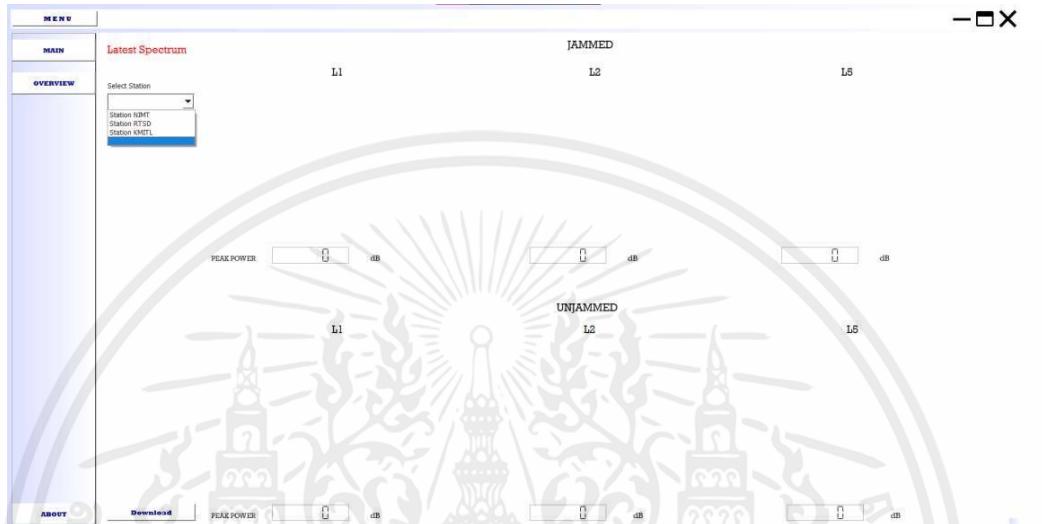 MENU
MAIN
OVERVIEW
Latest Spectrum
Select Station
Station NIMT
Station RTSD
Station KMITL
JAMMED
L1 L2 L5
PEAK POWER 0 dB 0 dB 0 dB
UNJAMMED
L1 L2 L5
PEAK POWER 0 dB 0 dB 0 dB
Download
ABOUT